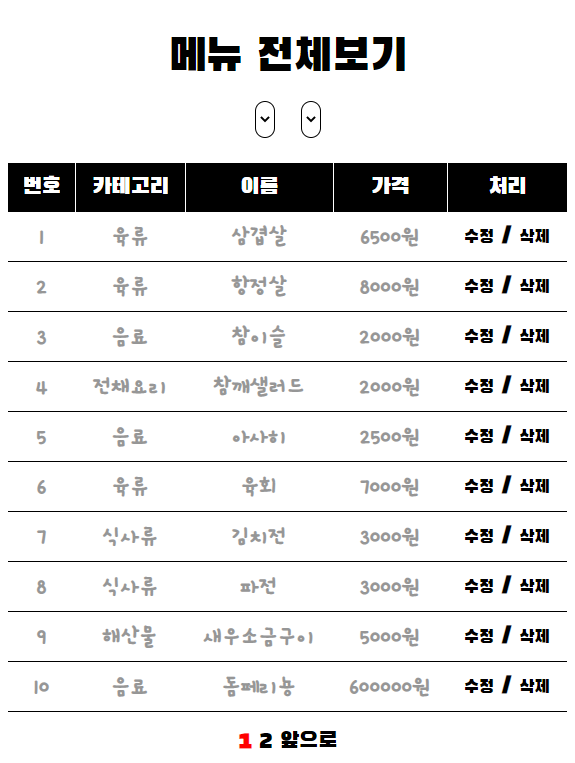 메뉴 전체보기
번호 카테고리 이름 가격 처리
1 육류 삼겹살 6500원 수정 / 삭제
2 육류 항정살 8000원 수정 / 삭제
3 음료 참이슬 2000원 수정 / 삭제
4 전채요리 참깨샐러드 2000원 수정 / 삭제
5 음료 아사히 2500원 수정 / 삭제
6 육류 육회 7000원 수정 / 삭제
7 식사류 김치전 3000원 수정 / 삭제
8 식사류 파전 3000원 수정 / 삭제
9 해산물 새우소금구이 5000원 수정 / 삭제
10 음료 돔페리뇽 600000원 수정 / 삭제
1 2 앞으로